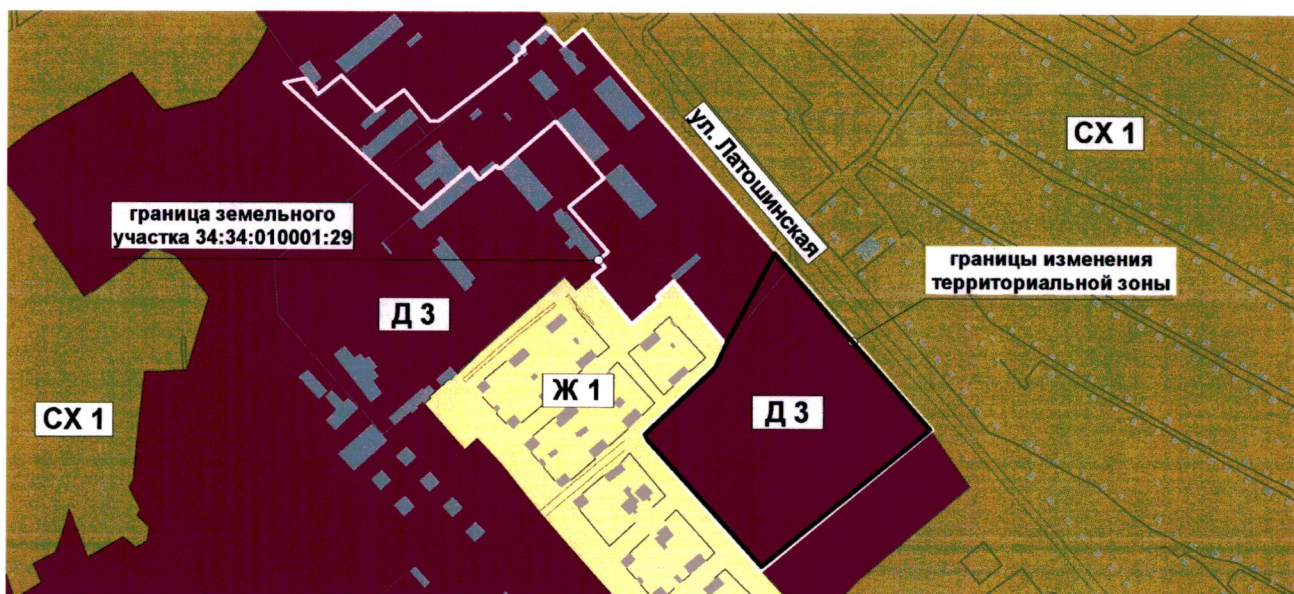 СХ 1
ул. Латошинская
граница земельного
участка 34:34:010001:29
границы изменения
территориальной зоны
Д 3
Ж 1
СХ 1
Д 3